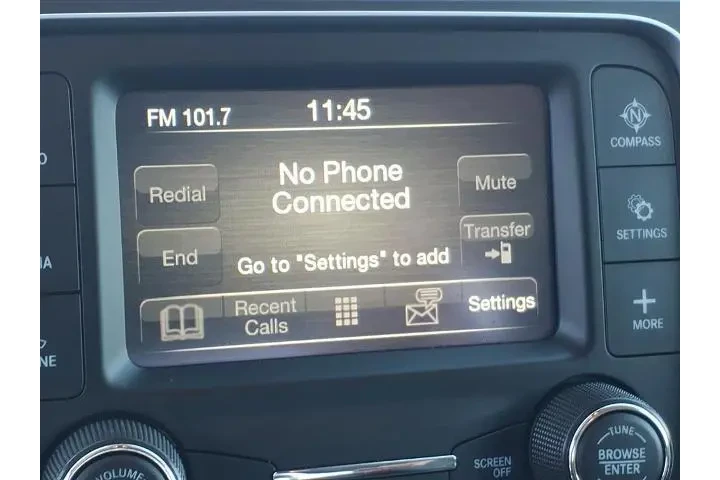 FM 101.7
11:45
Redial
No Phone
Connected
Mute
End
Go to "Settings" to add
Transfer
Recent
Calls
Settings
N
COMPASS
SETTINGS
MORE
VOLUME
SCREEN
OFF
TUNE
BROWSE
ENTER